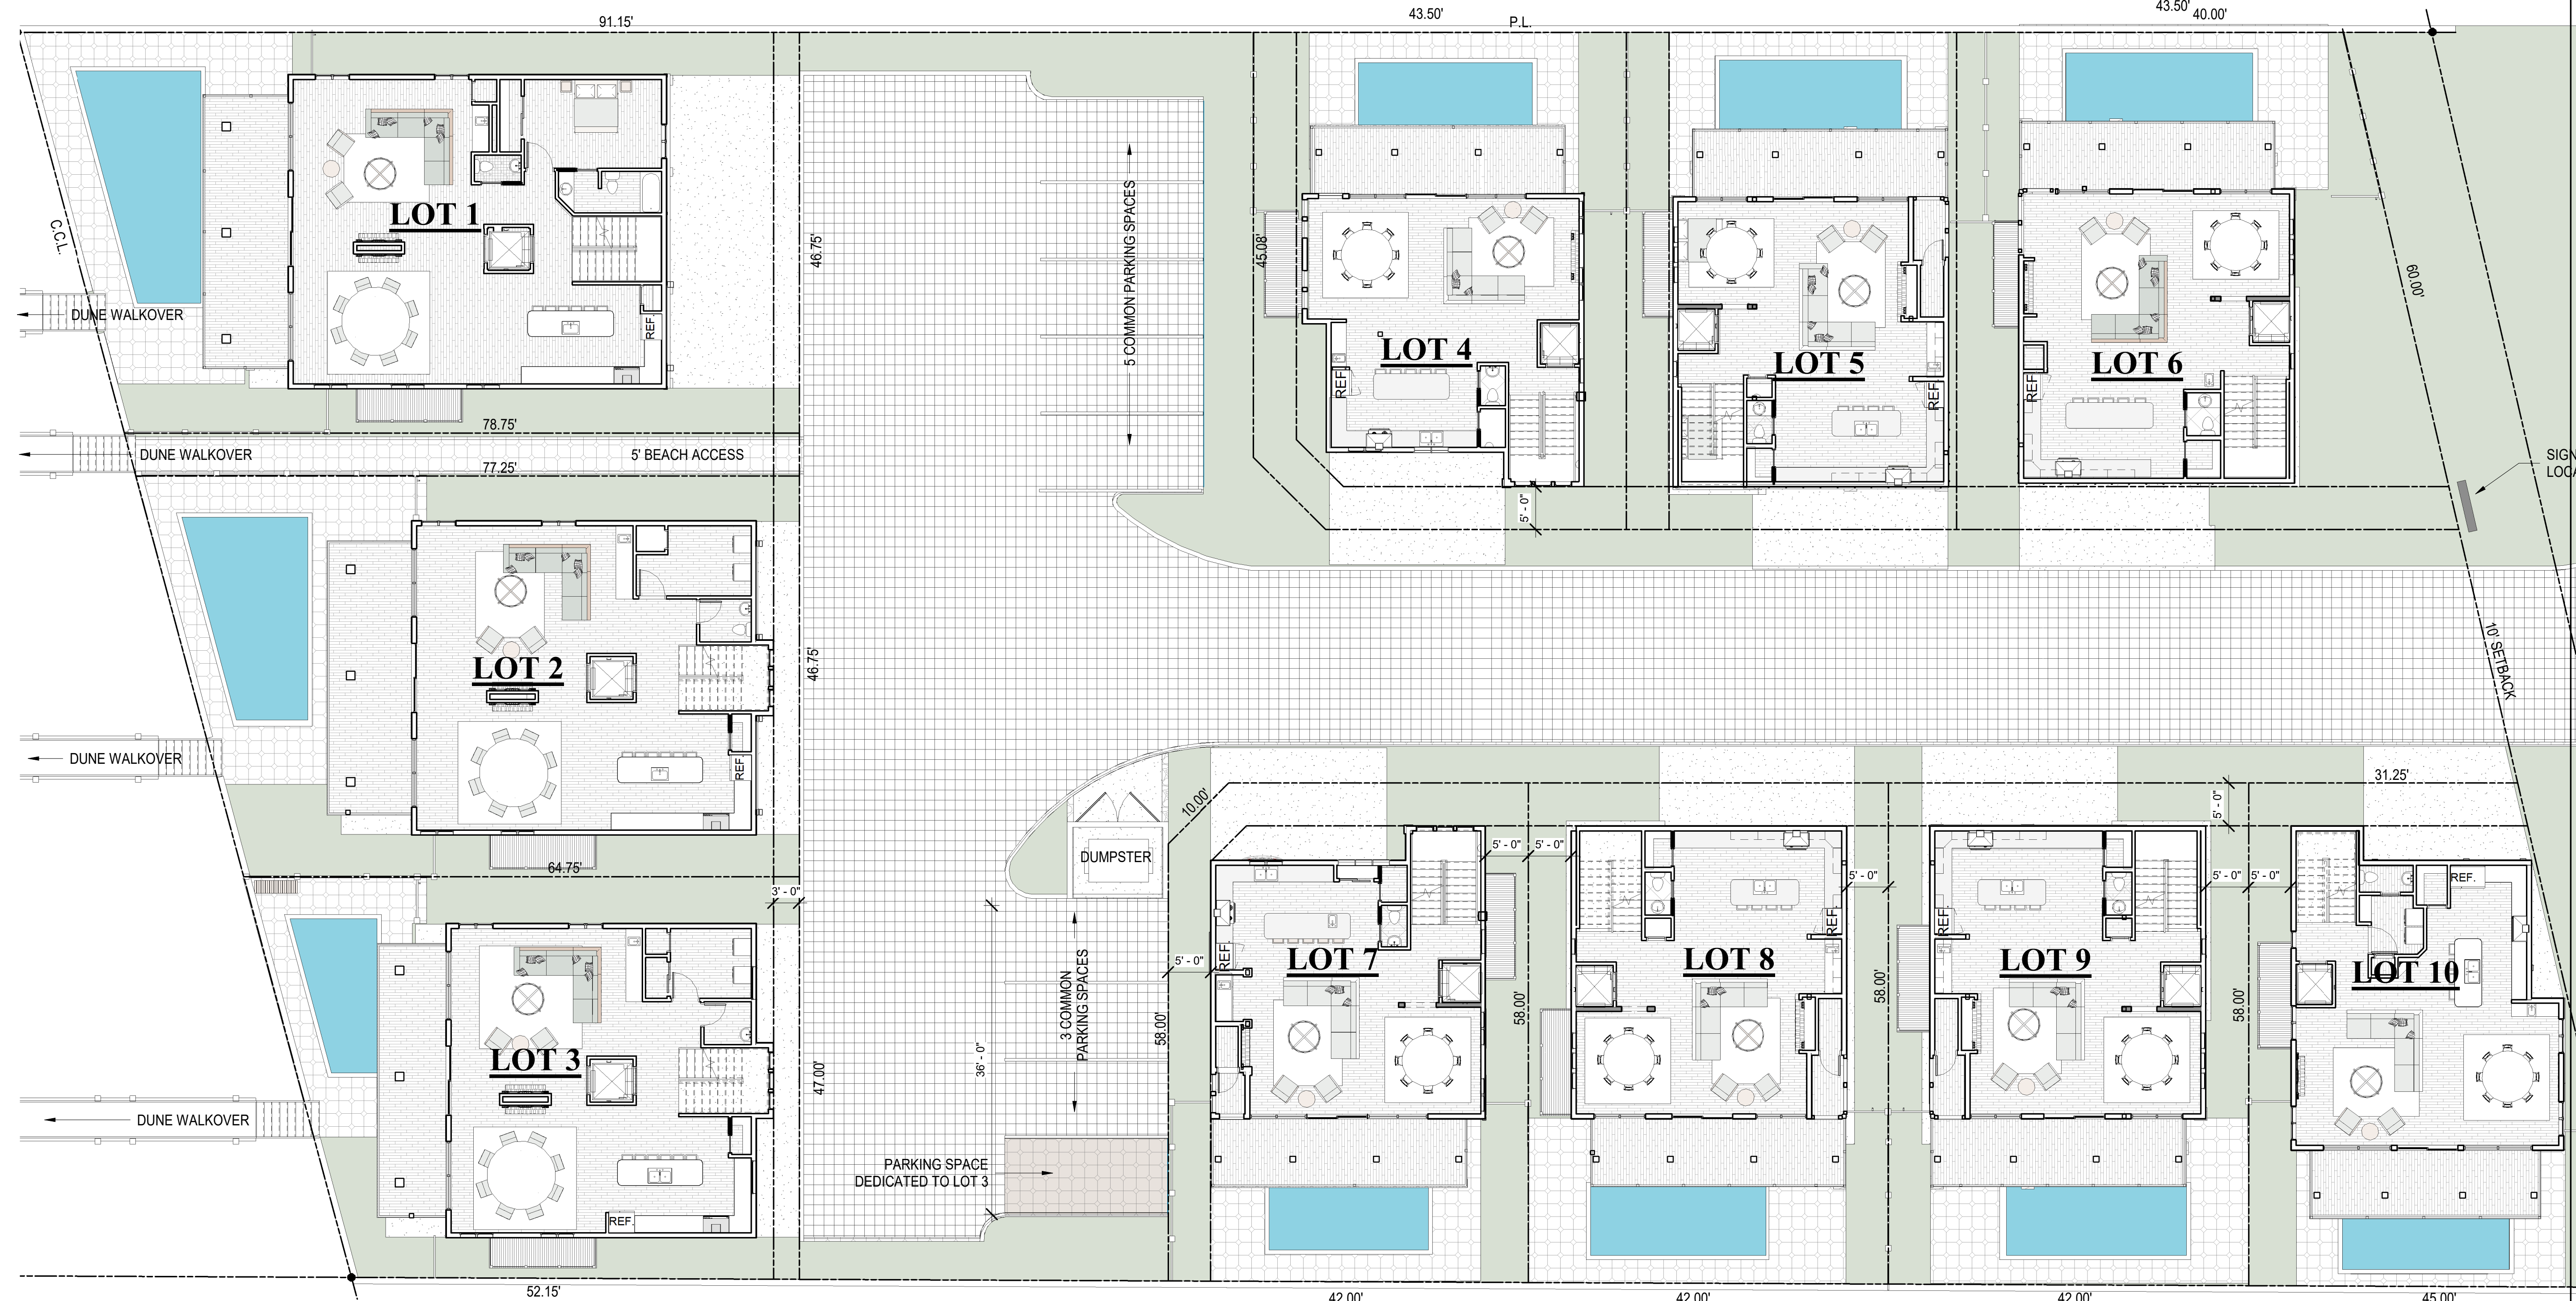 91.15'
43.50'
P.L.
43.50'
40.00'
C.C.L.
LOT 1
REF.
DUNE WALKOVER
46.75'
5 COMMON PARKING SPACES
45.08'
LOT 4
REF.
LOT 5
REF.
LOT 6
REF.
60.00'
78.75'
DUNE WALKOVER
5' BEACH ACCESS
77.25'
5' - 0"
SIGN
LOCA
LOT 2
REF.
46.75'
10' SETBACK
DUNE WALKOVER
64.75'
3' - 0"
10.00'
DUMPSTER
31.25'
5' - 0"
5' - 0"
5' - 0"
5' - 0"
5' - 0"
5' - 0"
LOT 3
REF.
47.00'
36' - 0"
3 COMMON
PARKING SPACES
5' - 0"
58.00'
REF.
LOT 7
58.00'
LOT 8
REF.
58.00'
REF.
LOT 9
58.00'
REF.
LOT 10
DUNE WALKOVER
PARKING SPACE
DEDICATED TO LOT 3
52.15'
42.00'
42.00'
42.00'
45.00'